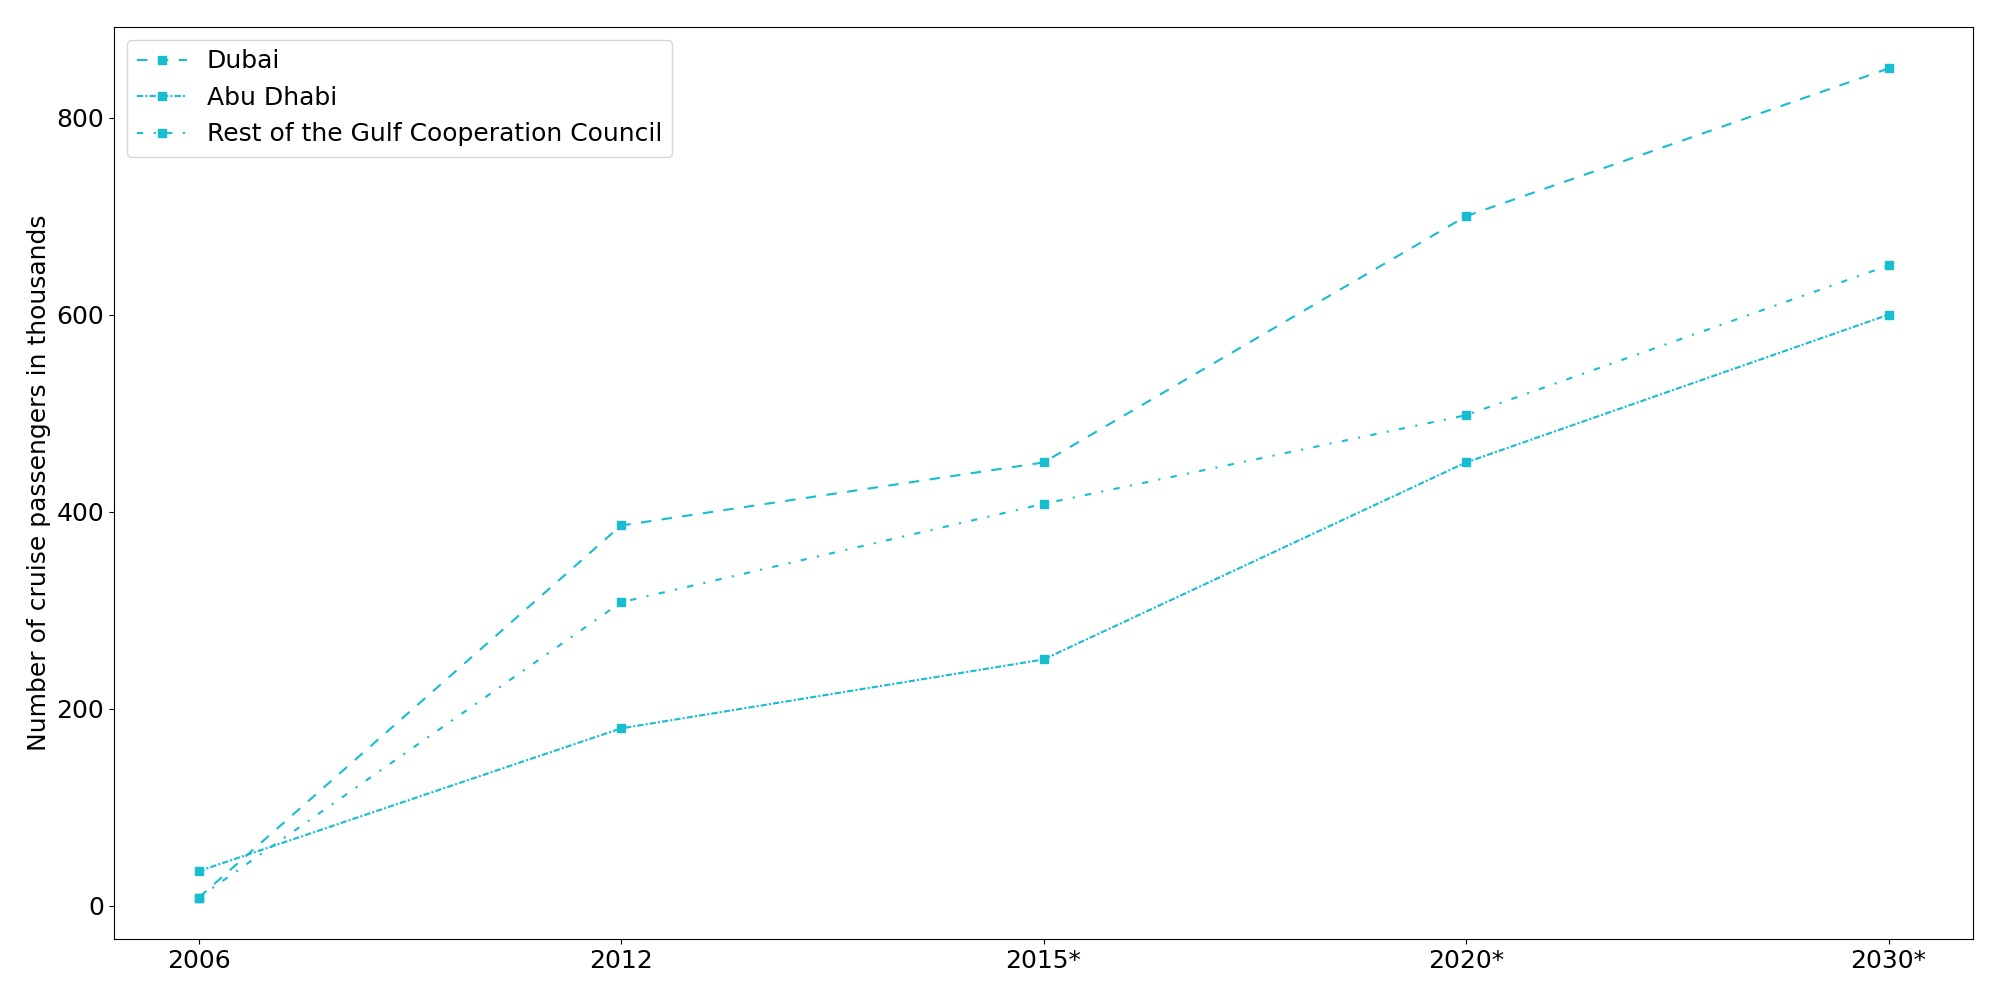 Dubai
Abu Dhabi
Rest of the Gulf Cooperation Council
Number of cruise passengers in thousands
800
600
400
200
0
2006
2012
2015*
2020*
2030*